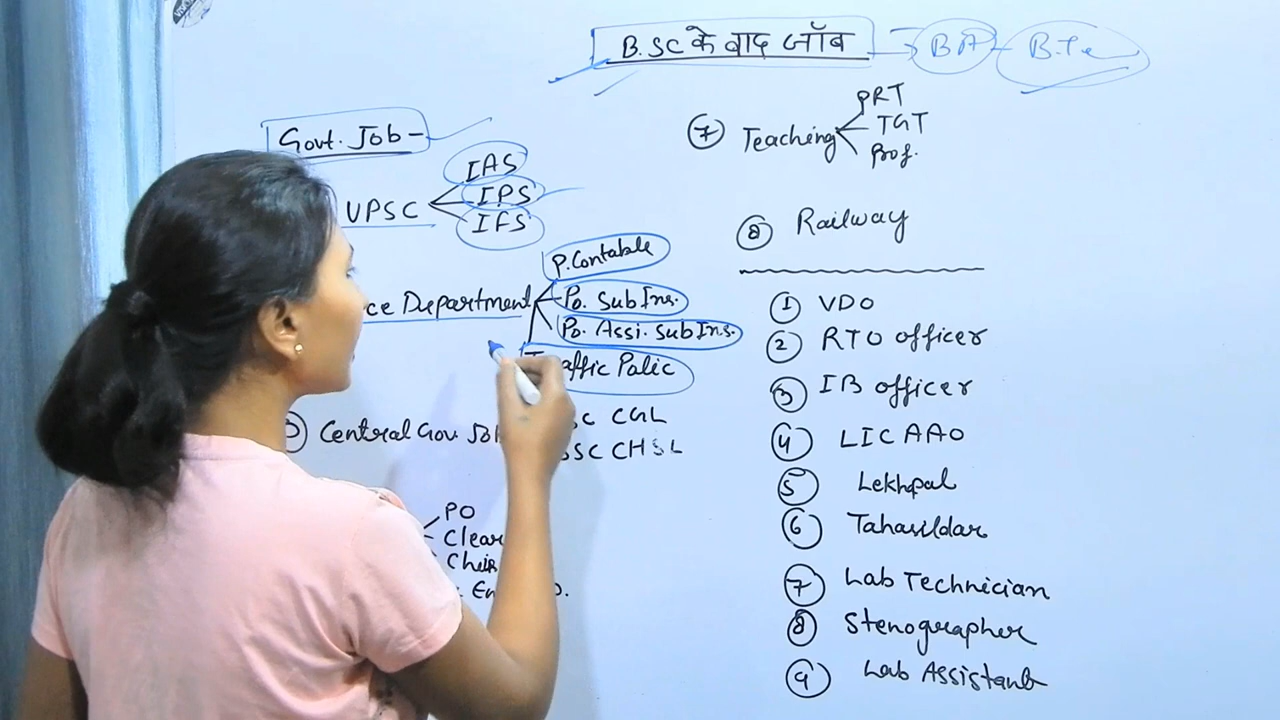 B.SC के बाद जॉब BA B.Te
Govt. Job -
UPSC
IAS
IPS
IFS
ce Department
P. Contable
Po. Sub Ins.
Po. Assi. Sub Ins.
affic Palic
Central Gov. Job
SC CGL
SSC CHSL
PO
Clear
⑦ Teaching
PRT
TGT
Prof.
⑧ Railway
① VDO
② RTO officer
③ IB officer
④ LIC AAO
⑤ Lekhpal
⑥ Tahasildar
⑦ Lab Technician
⑧ Stenographer
⑨ Lab Assistant